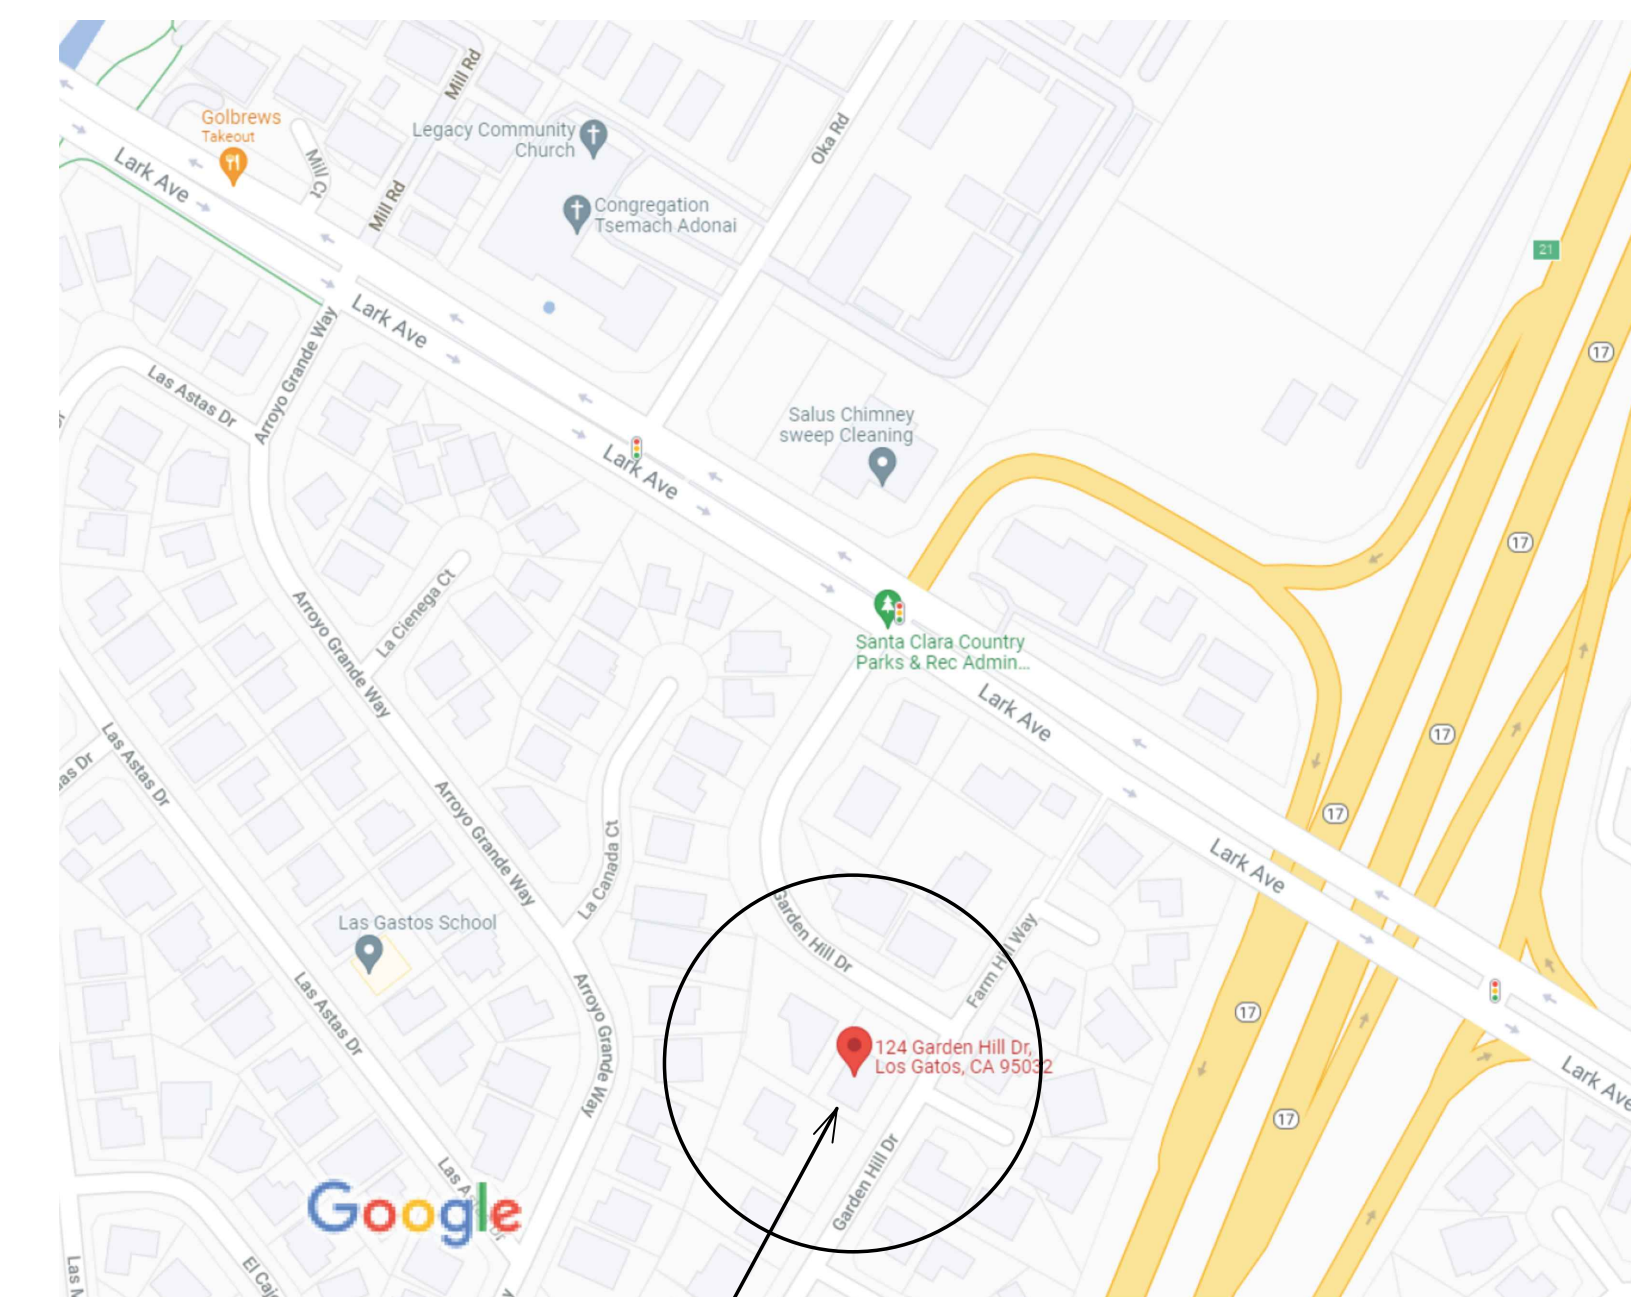 Mill Rd
Golbrews
Takeout
Legacy Community
Church
Oka Rd
Lark Ave
Mill Ct
Mill Rd
Congregation
Tsemach Adonai
21
Lark Ave
17
Arroyo Grande Way
Las Astas Dr
Salus Chimney
sweep Cleaning
Lark Ave
17
La Cienega Ct
Arroyo Grande Way
Santa Clara Country
Parks & Rec Admin...
Lark Ave
17
Las Astas Dr
as Dr
17
Arroyo Grande Way
La Canada Ct
Lark Ave
Las Gastos School
Garden Hill Dr
Farm Hill Way
Las Astas Dr
Arroyo Grande Way
17
124 Garden Hill Dr,
Los Gatos, CA 95032
Lark Ave
17
Garden Hill Dr
Google
El Caj